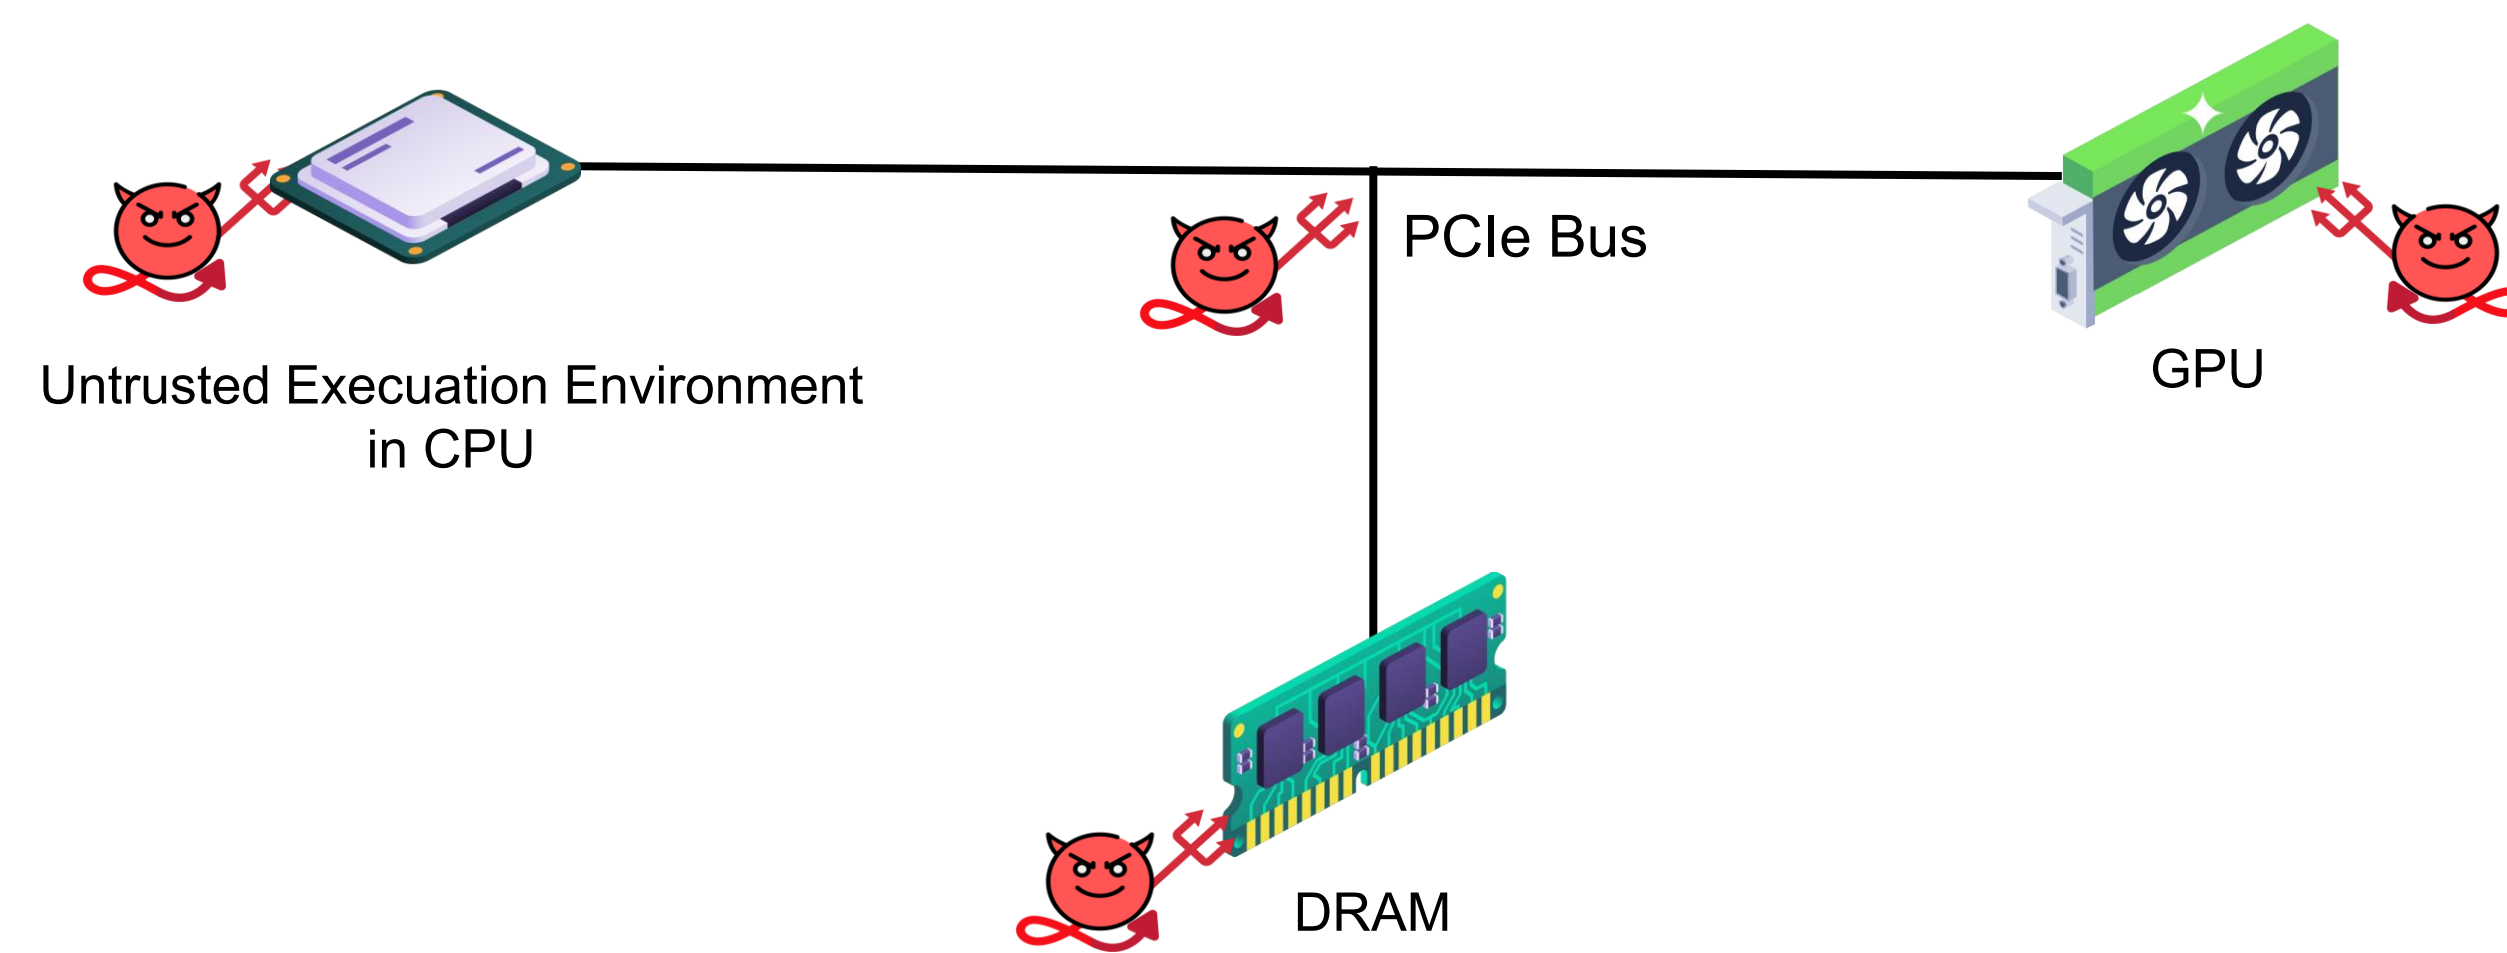 PCIe Bus
Untrusted Execuation Environment
in CPU
GPU
DRAM